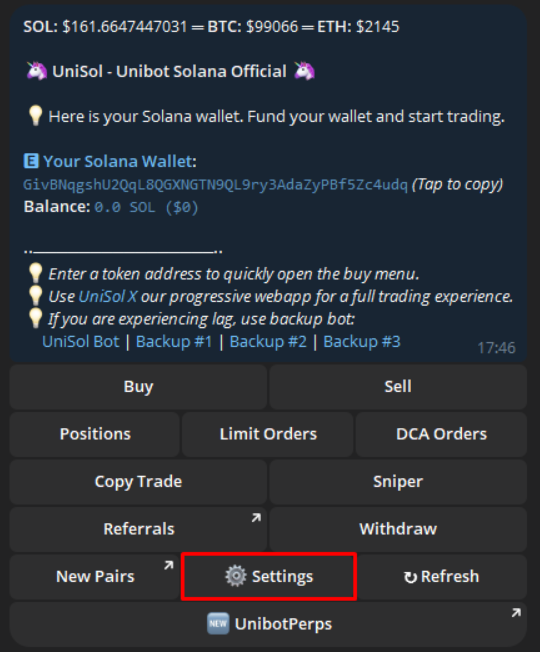 SOL: $161.6647447031 = BTC: $99066 = ETH: $2145
🦄 UniSol - Unibot Solana Official 🦄
💡 Here is your Solana wallet. Fund your wallet and start trading.
🅴 Your Solana Wallet:
GivBNqgshU2QqL8QGXNGTN9QL9ry3AdaZyPBf5Zc4udq (Tap to copy)
Balance: 0.0 SOL ($0)
..______________________..
💡 Enter a token address to quickly open the buy menu.
💡 Use UniSol X our progressive webapp for a full trading experience.
💡 If you are experiencing lag, use backup bot:
UniSol Bot | Backup #1 | Backup #2 | Backup #3
17:46
Buy Sell
Positions Limit Orders DCA Orders
Copy Trade Sniper
Referrals Withdraw
New Pairs ⚙️ Settings ↻ Refresh
🆕 UnibotPerps